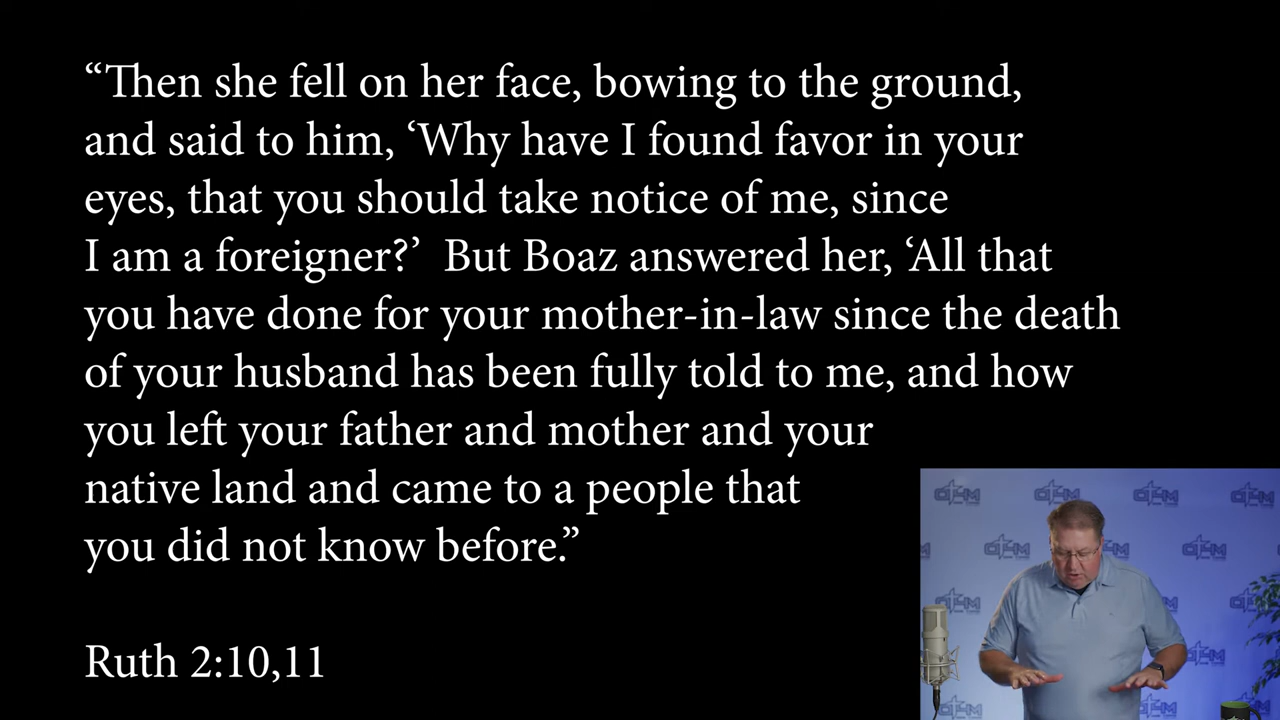 “Then she fell on her face, bowing to the ground,
and said to him, ‘Why have I found favor in your
eyes, that you should take notice of me, since
I am a foreigner?’  But Boaz answered her, ‘All that
you have done for your mother-in-law since the death
of your husband has been fully told to me, and how
you left your father and mother and your
native land and came to a people that
you did not know before.”
Ruth 2:10,11